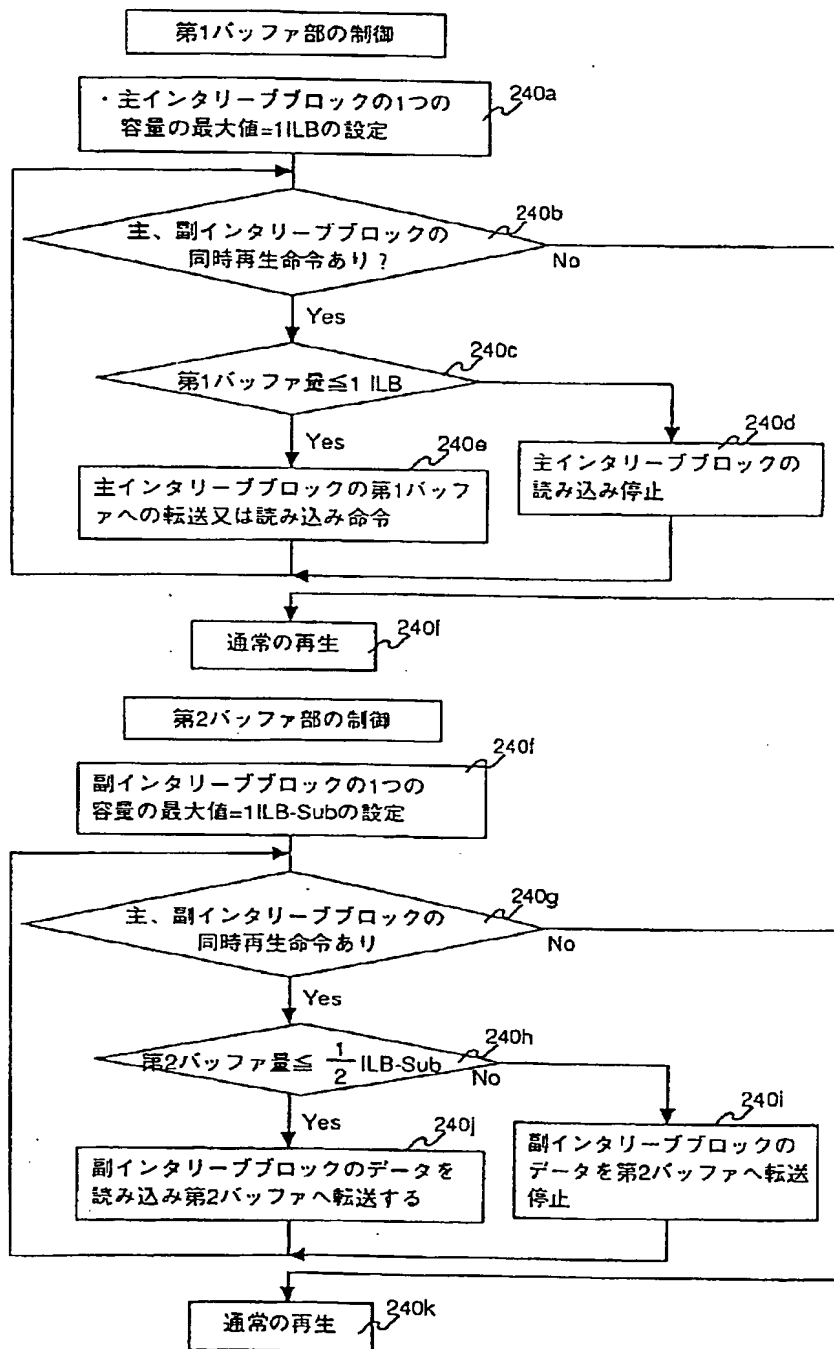 第1バッファ部の制御
240a
・主インタリーブブロックの1つの
容量の最大値=1ILBの設定
240b
主、副インタリーブブロックの
同時再生命令あり?
No
Yes
240c
第1バッファ量≦1 ILB
Yes
240d
主インタリーブブロックの
読み込み停止
240e
主インタリーブブロックの第1バッフ
ァへの転送又は読み込み命令
240f
通常の再生
第2バッファ部の制御
240f
副インタリーブブロックの1つの
容量の最大値=1ILB-Subの設定
240g
主、副インタリーブブロックの
同時再生命令あり
No
Yes
240h
第2バッファ量≦ 1/2 ILB-Sub
No
Yes
240i
副インタリーブブロックの
データを第2バッファへ転送
停止
240j
副インタリーブブロックのデータを
読み込み第2バッファへ転送する
240k
通常の再生